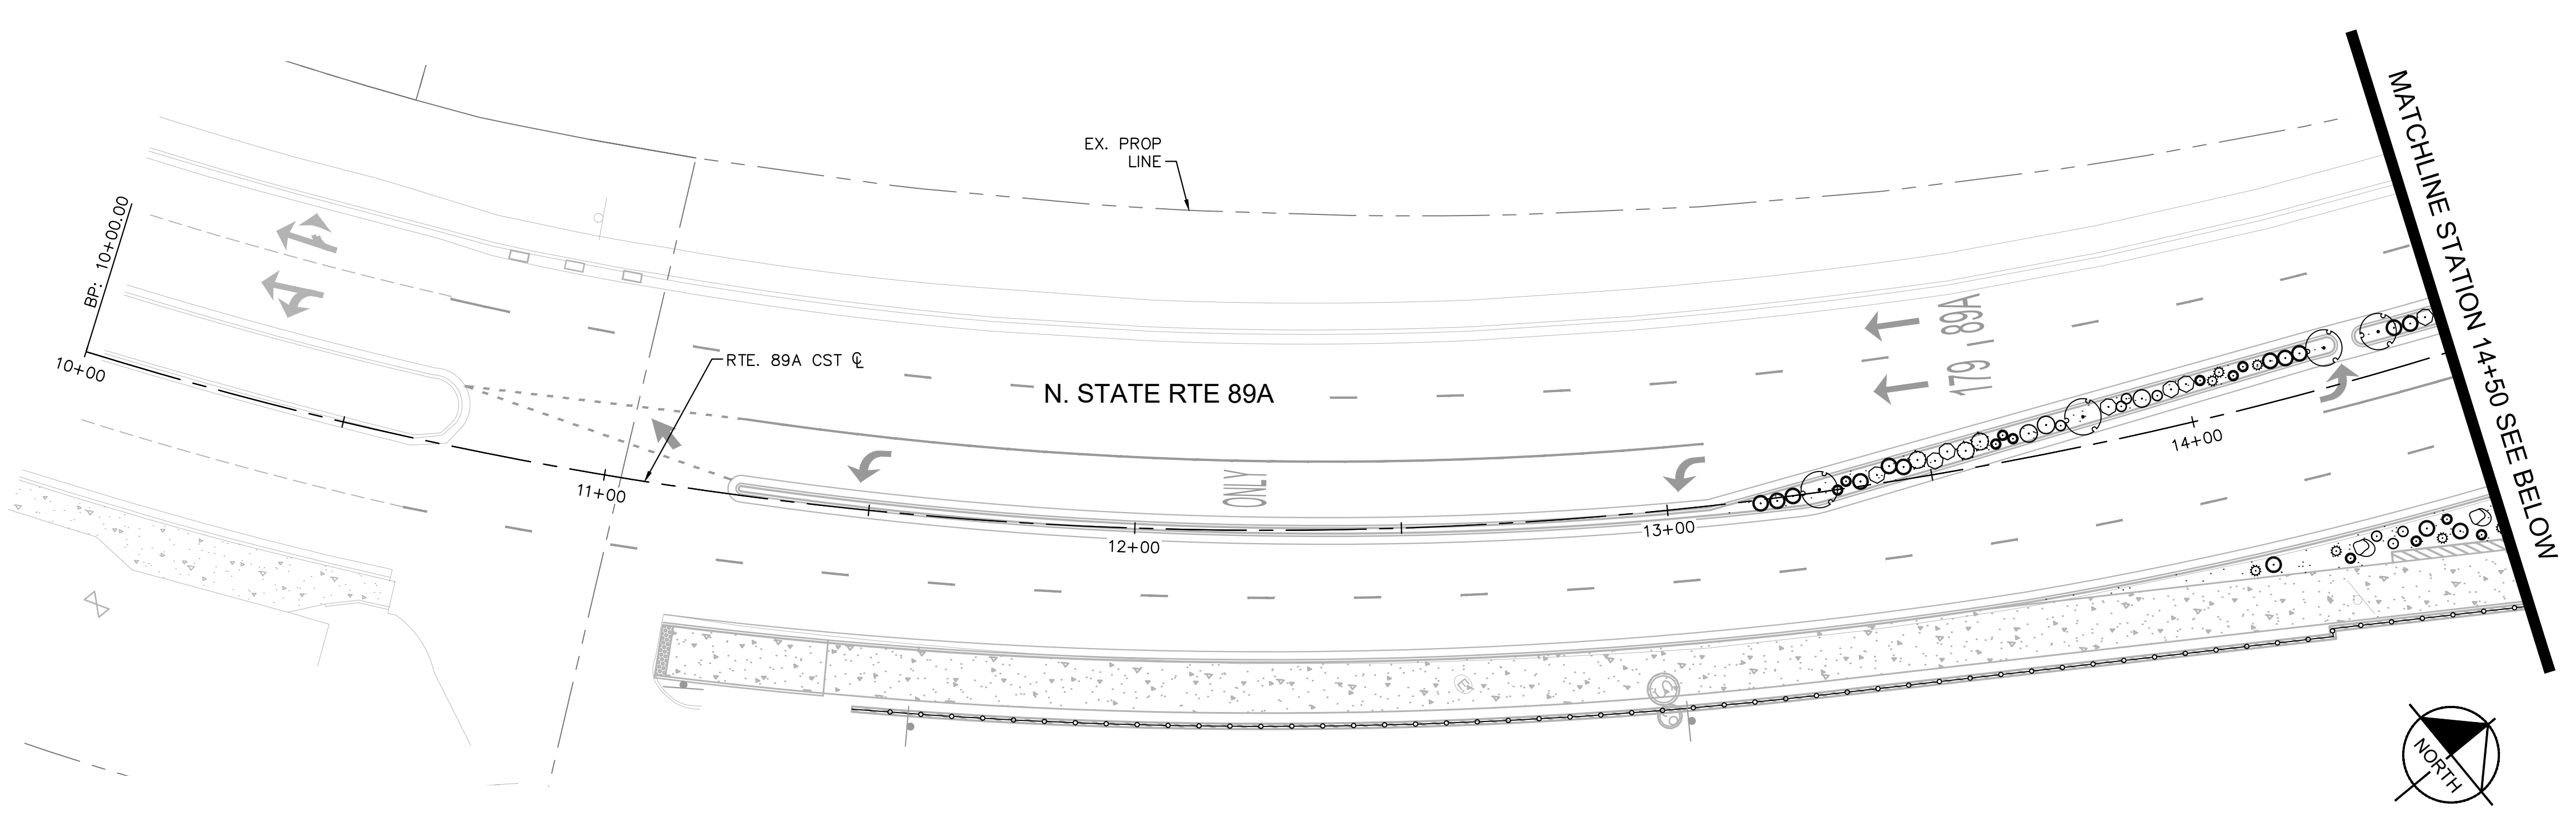 BP: 10+00.00
10+00
11+00
12+00
13+00
14+00
EX. PROP
LINE
RTE. 89A CST ℄
N. STATE RTE 89A
ONLY
179 | 89A
MATCHLINE STATION 14+50 SEE BELOW
NORTH